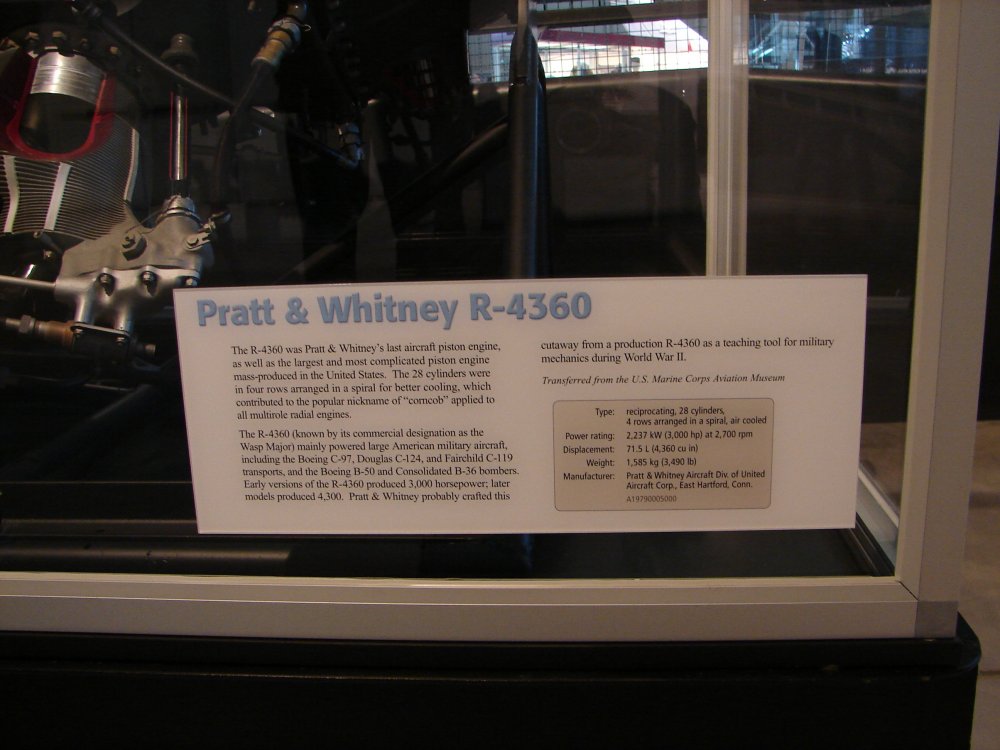 Pratt & Whitney R-4360
The R-4360 was Pratt & Whitney's last aircraft piston engine,
as well as the largest and most complicated piston engine
mass-produced in the United States. The 28 cylinders were
in four rows arranged in a spiral for better cooling, which
contributed to the popular nickname of "corncob" applied to
all multirole radial engines.
The R-4360 (known by its commercial designation as the
Wasp Major) mainly powered large American military aircraft,
including the Boeing C-97, Douglas C-124, and Fairchild C-119
transports, and the Boeing B-50 and Consolidated B-36 bombers.
Early versions of the R-4360 produced 3,000 horsepower; later
models produced 4,300. Pratt & Whitney probably crafted this
cutaway from a production R-4360 as a teaching tool for military
mechanics during World War II.
Transferred from the U.S. Marine Corps Aviation Museum
Type: reciprocating, 28 cylinders,
4 rows arranged in a spiral, air cooled
Power rating: 2,237 kW (3,000 hp) at 2,700 rpm
Displacement: 71.5 L (4,360 cu in)
Weight: 1,585 kg (3,490 lb)
Manufacturer: Pratt & Whitney Aircraft Div. of United
Aircraft Corp., East Hartford, Conn.
A19790005000